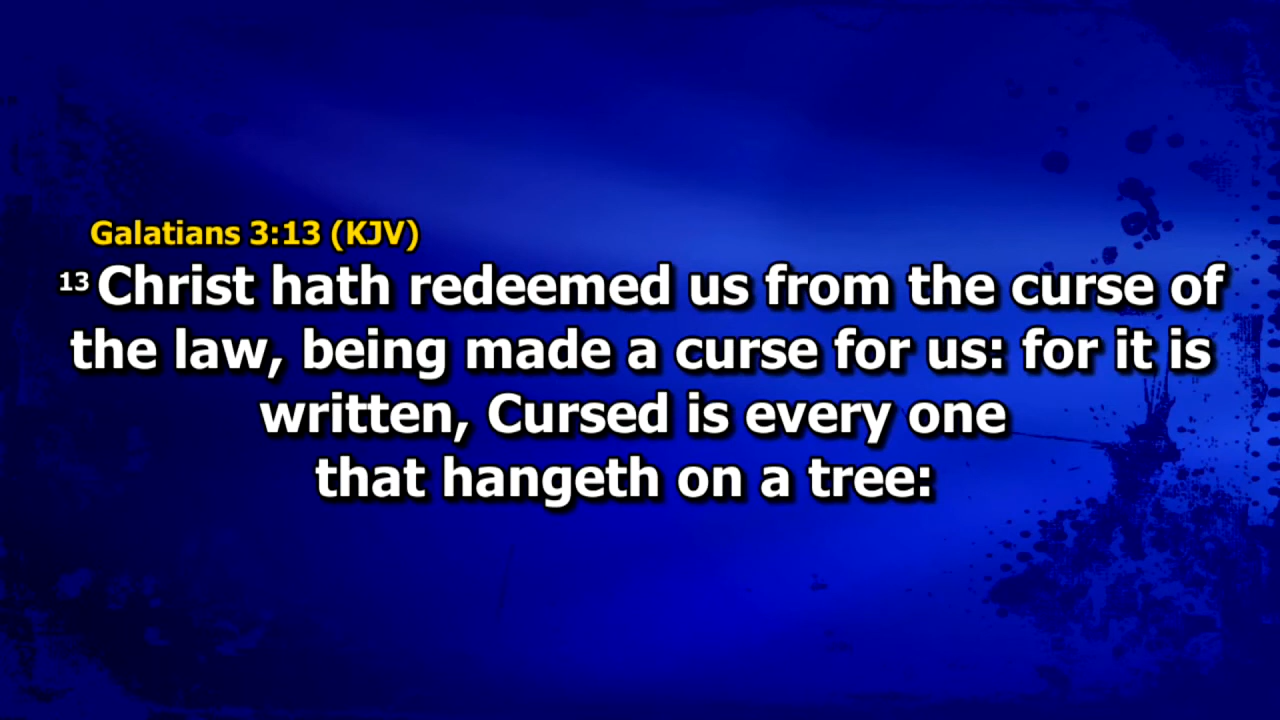 Galatians 3:13 (KJV)
13 Christ hath redeemed us from the curse of
the law, being made a curse for us: for it is
written, Cursed is every one
that hangeth on a tree: